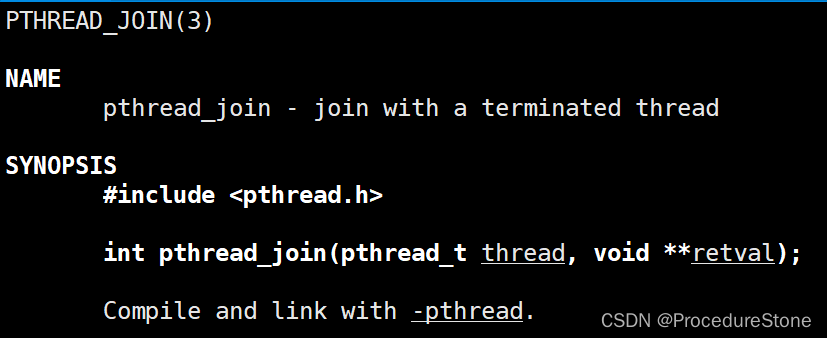 PTHREAD_JOIN(3)
NAME
pthread_join - join with a terminated thread
SYNOPSIS
#include <pthread.h>
int pthread_join(pthread_t thread, void **retval);
Compile and link with -pthread.
CSDN @ProcedureStone